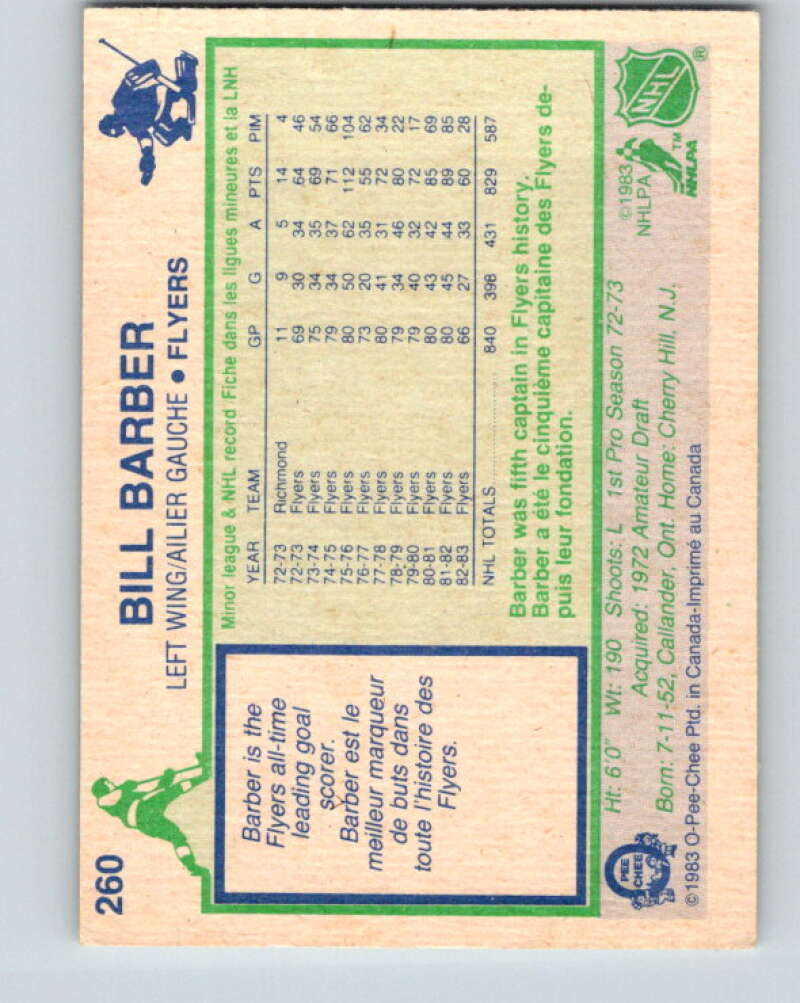 260
BILL BARBER
LEFT WING/AILIER GAUCHE • FLYERS
Barber is the
Flyers all-time
leading goal
scorer.
Barber est le
meilleur marqueur
de buts dans
toute l'histoire des
Flyers.
Minor league & NHL record Fiche dans les ligues mineures et la LNH
YEAR TEAM GP G A PTS PIM
72-73 Richmond 11 9 5 14 4
72-73 Flyers 69 30 34 64 46
73-74 Flyers 75 34 35 69 54
74-75 Flyers 79 34 37 71 66
75-76 Flyers 80 50 62 112 104
76-77 Flyers 73 20 35 55 62
77-78 Flyers 80 41 31 72 34
78-79 Flyers 79 34 46 80 22
79-80 Flyers 79 40 32 72 17
80-81 Flyers 80 43 42 85 69
81-82 Flyers 80 45 44 89 85
82-83 Flyers 66 27 33 60 28
NHL TOTALS 840 398 431 829 587
Barber was fifth captain in Flyers history.
Barber a été le cinquième capitaine des Flyers de-
puis leur fondation.
Ht: 6'0" Wt: 190 Shoots: L 1st Pro Season 72-73
Acquired: 1972 Amateur Draft
Born: 7-11-52, Callander, Ont. Home: Cherry Hill, N.J.
©1983 O-Pee-Chee Ptd. in Canada-Imprimé au Canada
O PEE CHEE
©1983
NHLPA
NHLPA TM
NHL ®